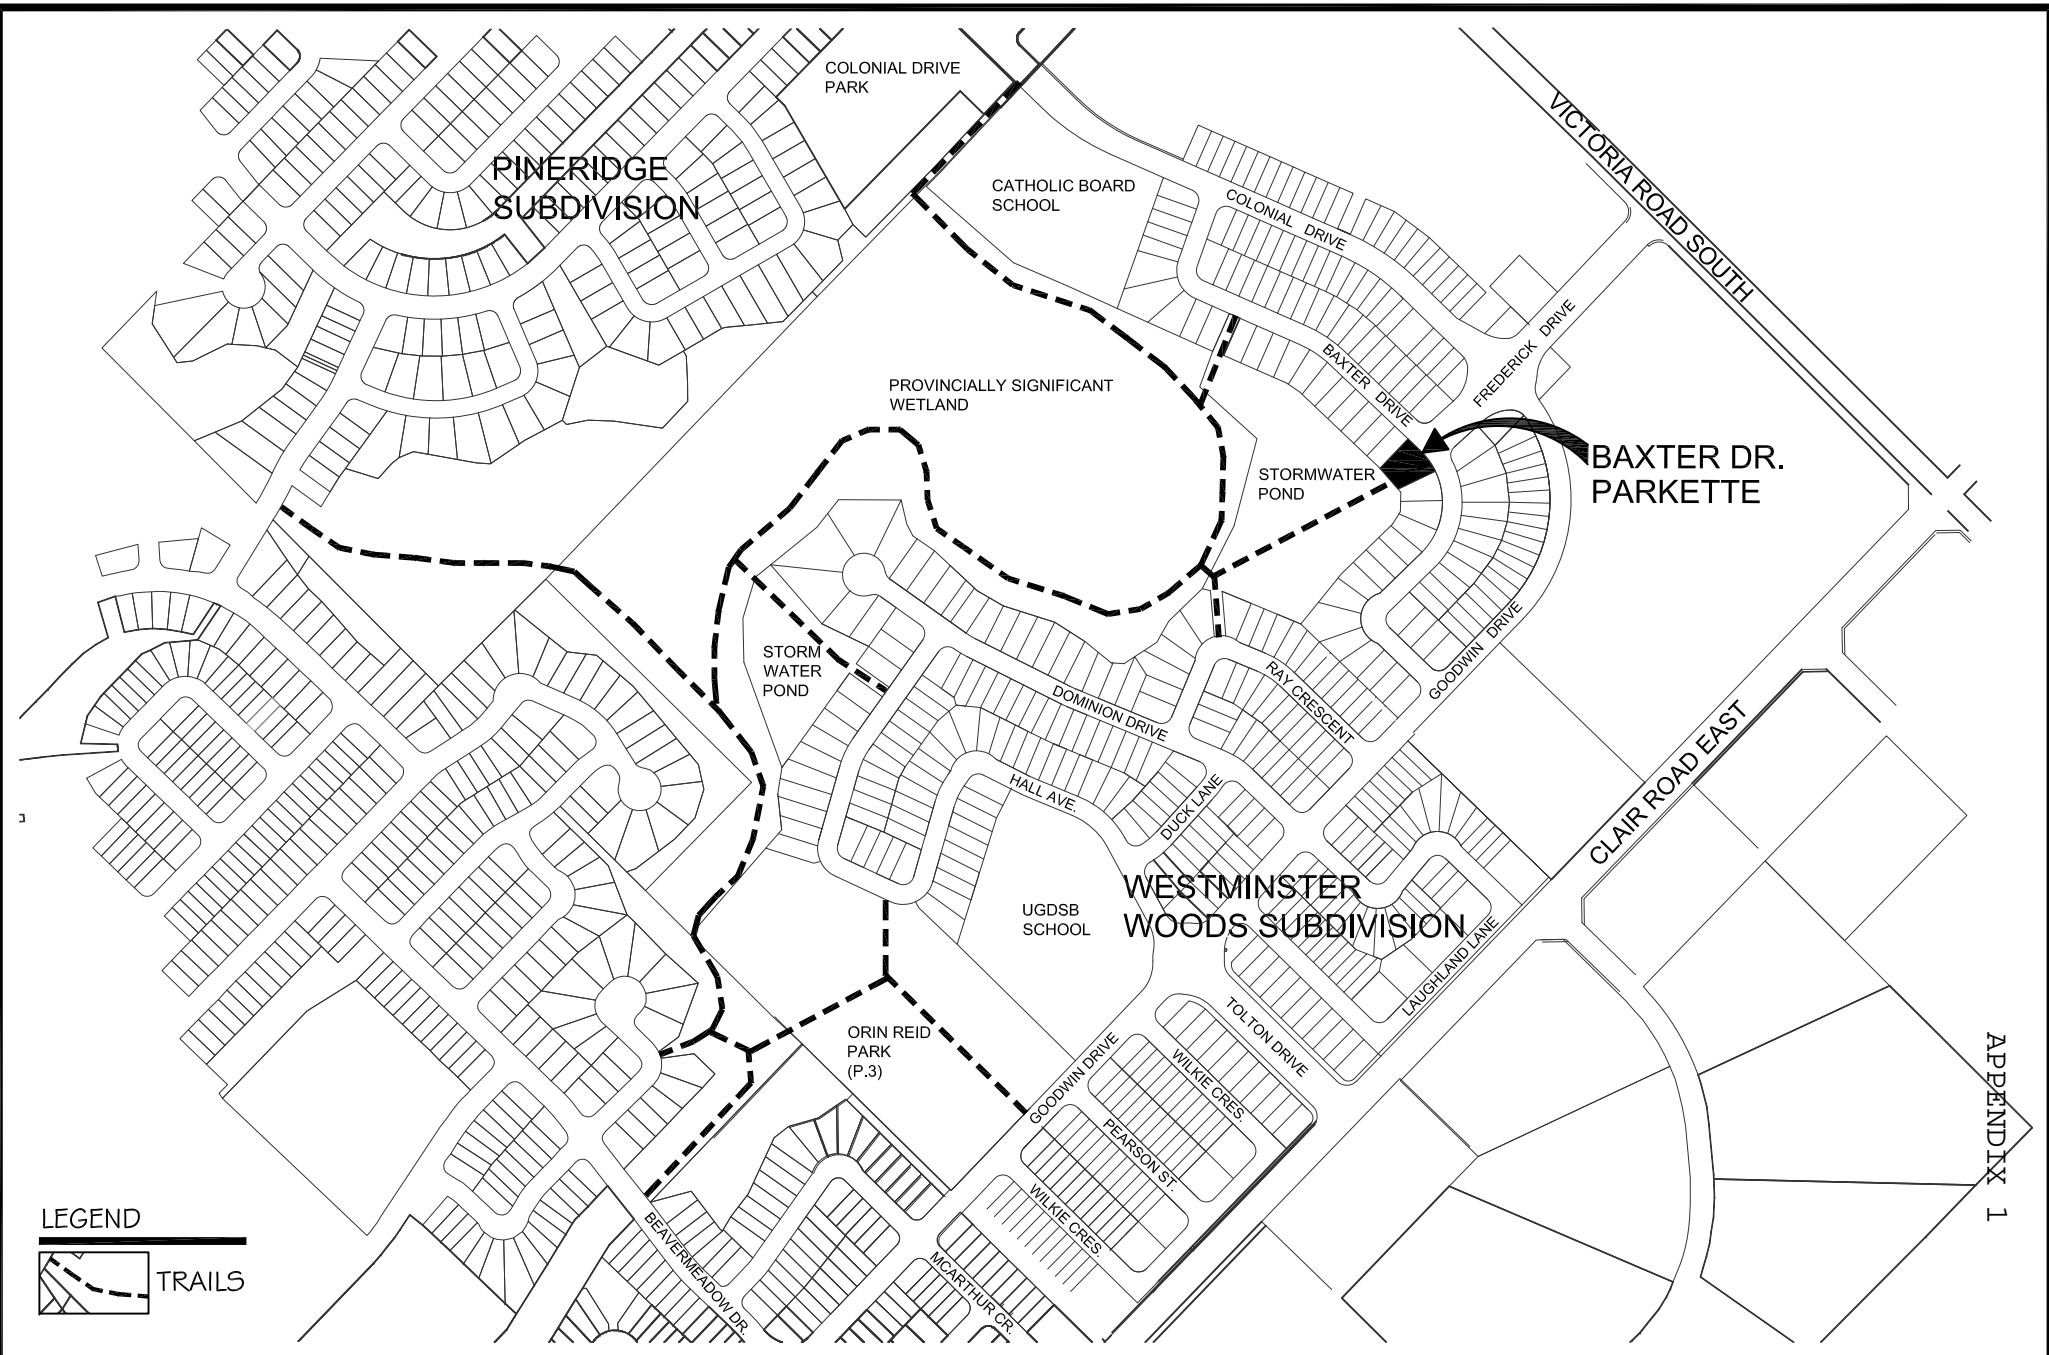 COLONIAL DRIVE
PARK
PINERIDGE
SUBDIVISION
CATHOLIC BOARD
SCHOOL
COLONIAL DRIVE
VICTORIA ROAD SOUTH
FREDERICK DRIVE
BAXTER DRIVE
PROVINCIALLY SIGNIFICANT
WETLAND
BAXTER DR.
PARKETTE
STORMWATER
POND
STORM
WATER
POND
GOODWIN DRIVE
RAY CRESCENT
DOMINION DRIVE
HALL AVE.
DUCK LANE
CLAIR ROAD EAST
WESTMINSTER
WOODS SUBDIVISION
UGDSB
SCHOOL
LAUGHLAND LANE
TOLTON DRIVE
ORIN REID
PARK
(P.3)
GOODWIN DRIVE
WILKIE CRES.
PEARSON ST.
WILKIE CRES.
BEAVERMEADOW DR.
MCARTHUR CR.
APPENDIX 1
LEGEND
TRAILS